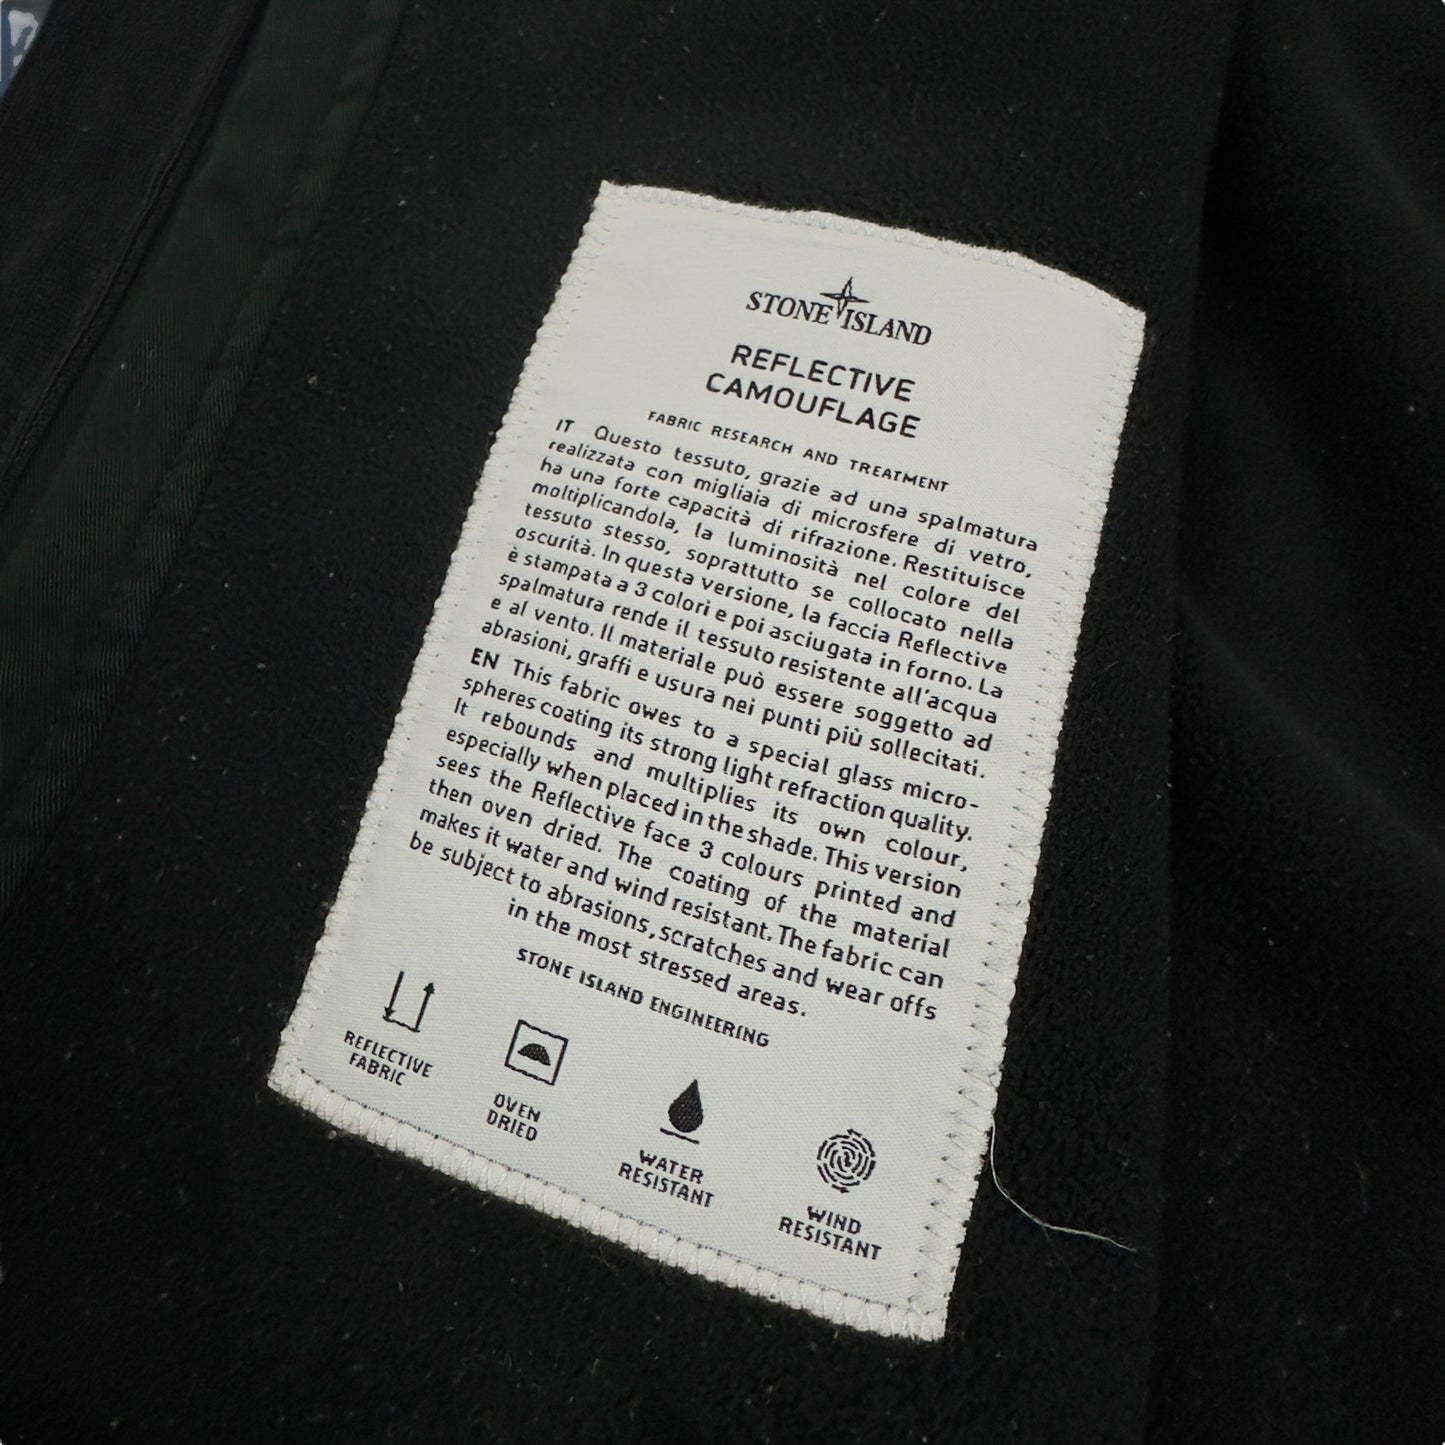 STONE ISLAND
REFLECTIVE
CAMOUFLAGE
FABRIC RESEARCH AND TREATMENT
IT Questo tessuto, grazie ad una spalmatura
realizzata con migliaia di microsfere di vetro,
ha una forte capacità di rifrazione. Restituisce
moltiplicandola, la luminosità nel colore del
tessuto stesso, soprattutto se collocato nella
oscurità. In questa versione, la faccia Reflective
è stampata a 3 colori e poi asciugata in forno. La
spalmatura rende il tessuto resistente all'acqua
e al vento. Il materiale può essere soggetto ad
abrasioni, graffi e usura nei punti più sollecitati.
EN This fabric owes to a special glass micro-
spheres coating its strong light refraction quality.
It rebounds and multiplies its own colour,
especially when placed in the shade. This version
sees the Reflective face 3 colours printed and
then oven dried. The coating of the material
makes it water and wind resistant. The fabric can
be subject to abrasions, scratches and wear offs
in the most stressed areas.
STONE ISLAND ENGINEERING
REFLECTIVE
FABRIC
OVEN
DRIED
WATER
RESISTANT
WIND
RESISTANT